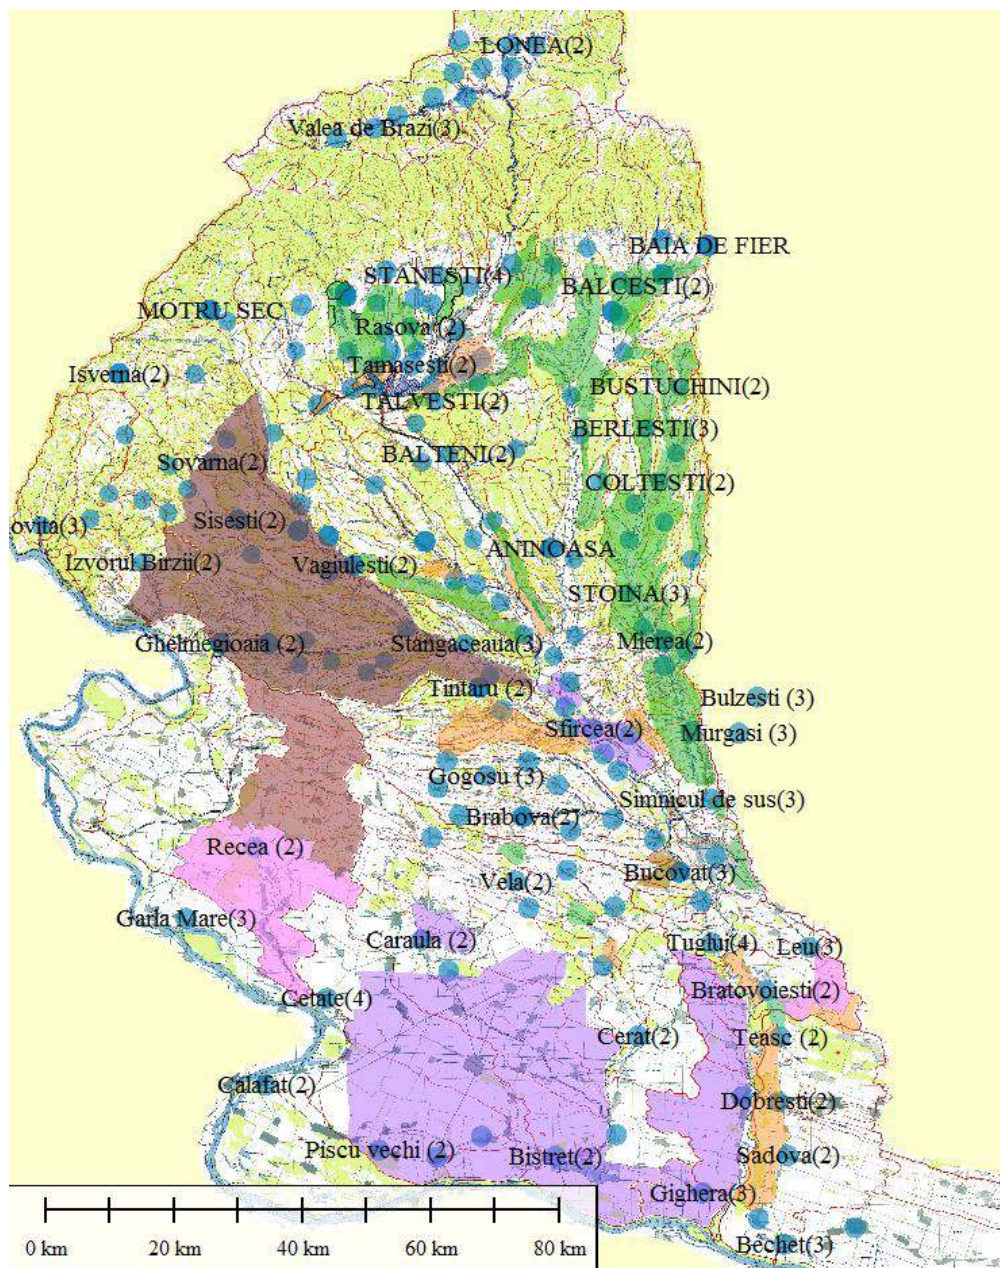 LONEA(2)
Valea de Brazi(3)
BAIA DE FIER
STANESTI(4)
BALCESTI(2)
MOTRU SEC
Rasova (2)
Isverna(2)
Tamasesti(2)
BUSTUCHINI(2)
TALVESTI(2)
BERLESTI(3)
BALTENI(2)
Sovarna(2)
COLTESTI(2)
ovita(3)
Sisesti(2)
ANINOASA
Izvorul Birzii(2)
Vagiulesti(2)
STOINA(3)
Ghelmegioaia (2)
Stangaceaua(3)
Mierea(2)
Tintaru (2)
Bulzesti (3)
Sfircea(2)
Murgasi (3)
Gogosu (3)
Simnicul de sus(3)
Brabova(2)
Recea (2)
Bucovat(3)
Vela(2)
Garla Mare(3)
Caraula (2)
Tuglui(4)
Leu(3)
Cetate(4)
Bratovoiesti(2)
Cerat(2)
Teasc (2)
Calafat(2)
Dobresti(2)
Piscu vechi (2)
Bistret(2)
Sadova(2)
Gighera(3)
Bechet(3)
0 km 20 km 40 km 60 km 80 km